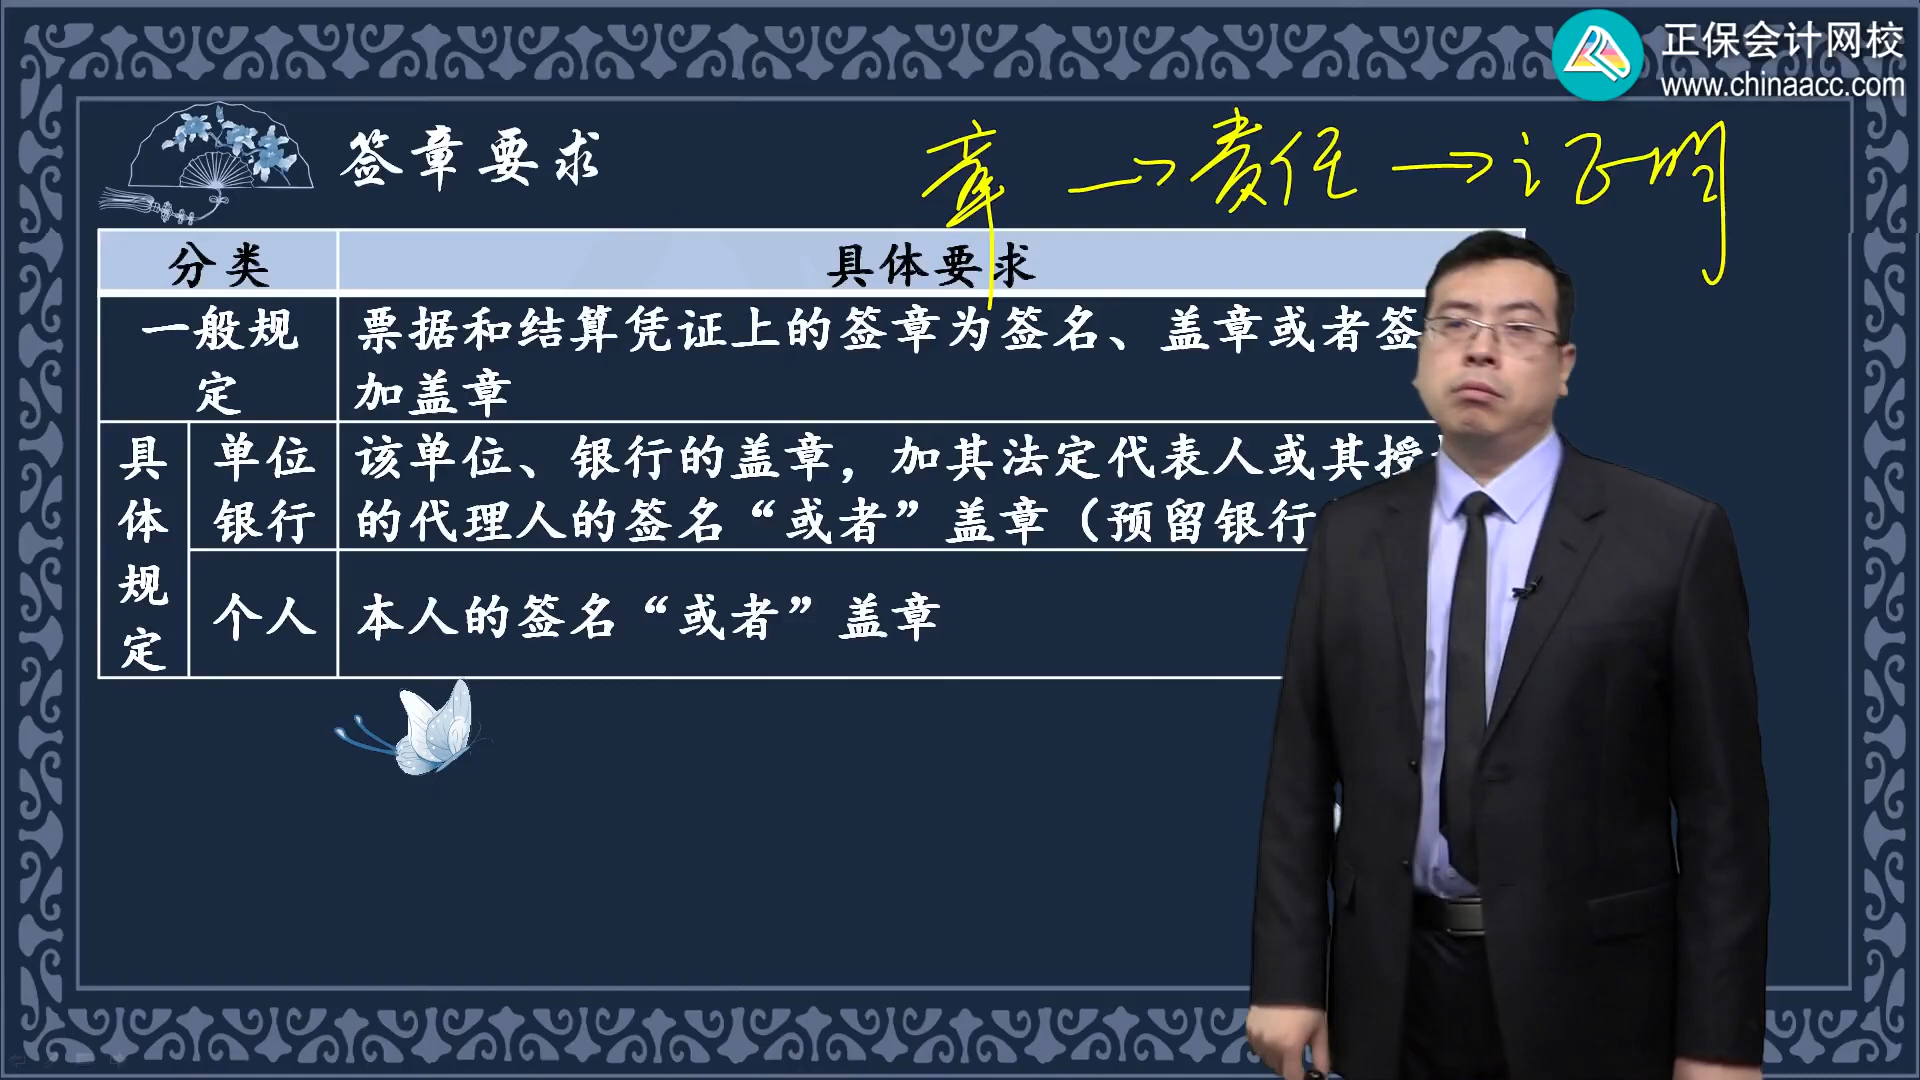 正保会计网校
www.chinaacc.com
签章要求
章 → 责任 → 证明
分类
具体要求
一般规定
票据和结算凭证上的签章为签名、盖章或者签
加盖章
具体规定
单位
银行
该单位、银行的盖章，加其法定代表人或其授
的代理人的签名“或者”盖章（预留银行
个人
本人的签名“或者”盖章